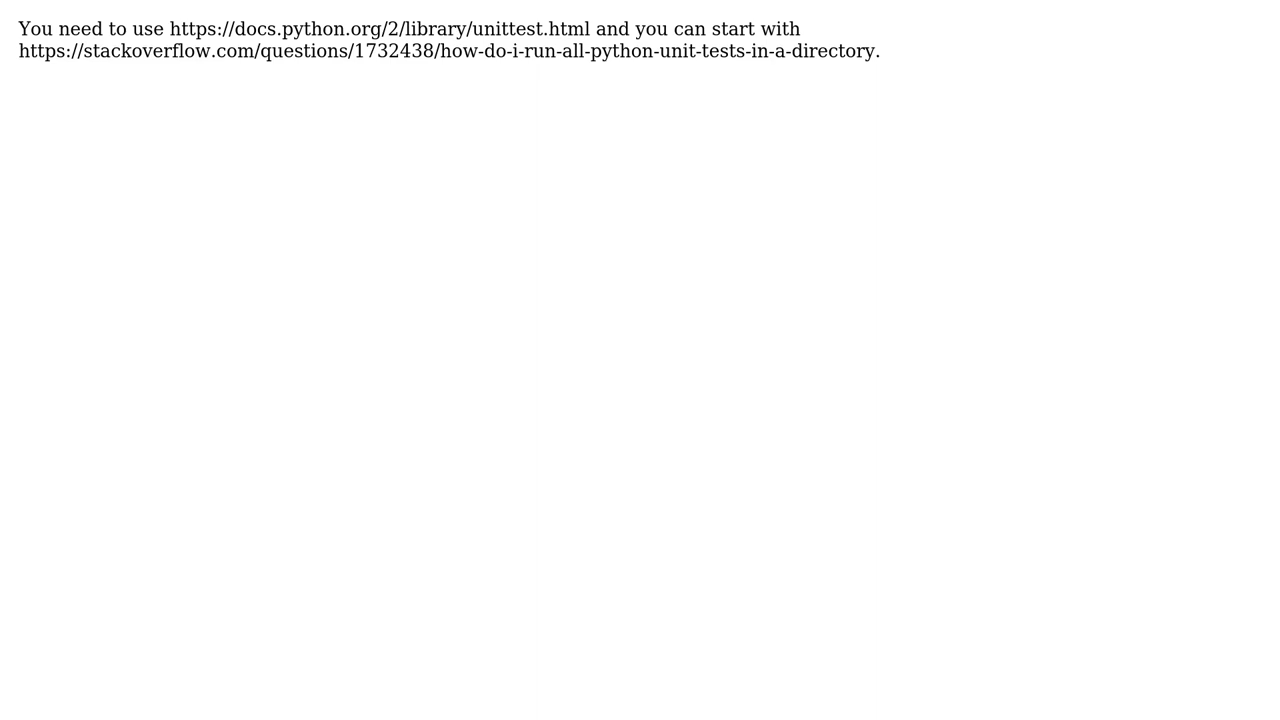 You need to use https://docs.python.org/2/library/unittest.html and you can start with
https://stackoverflow.com/questions/1732438/how-do-i-run-all-python-unit-tests-in-a-directory.